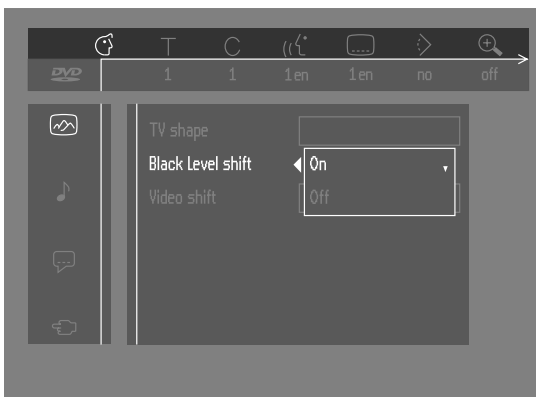 T C
DVD 1 1 1 en 1 en no off
TV shape
Black Level shift On
Video shift Off